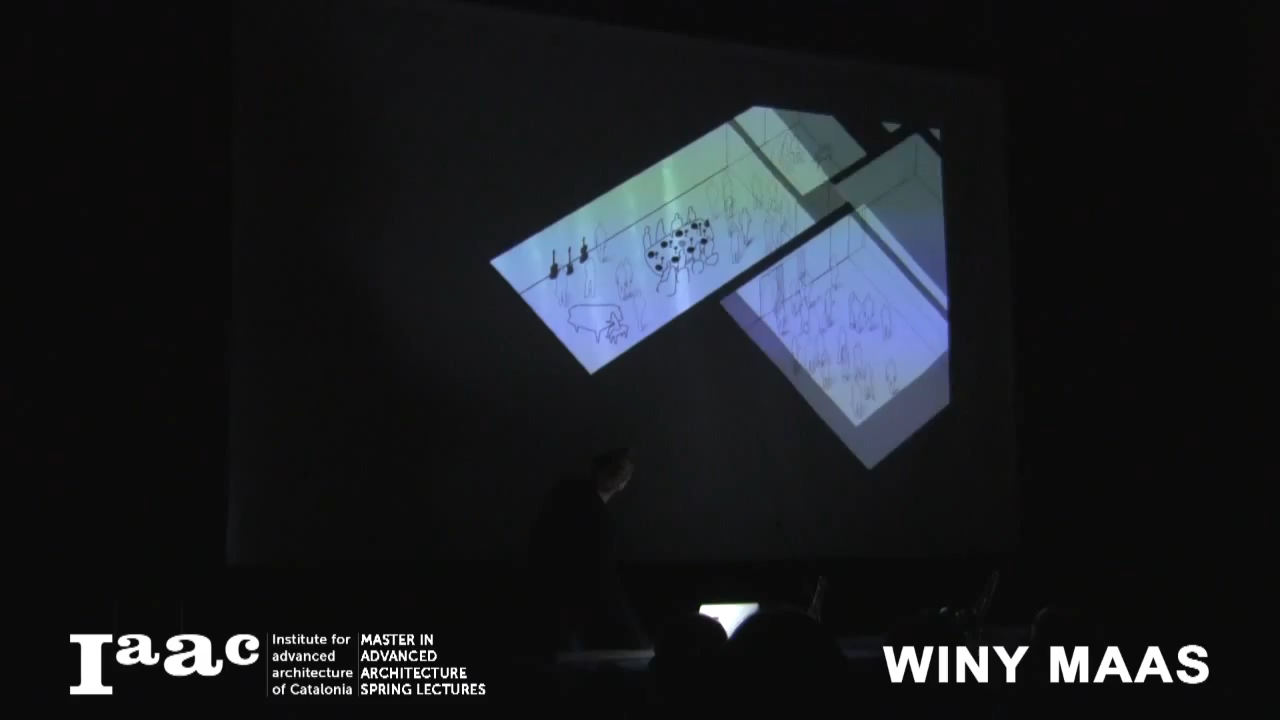 Iaac
Institute for
advanced
architecture
of Catalonia
MASTER IN
ADVANCED
ARCHITECTURE
SPRING LECTURES
WINY MAAS